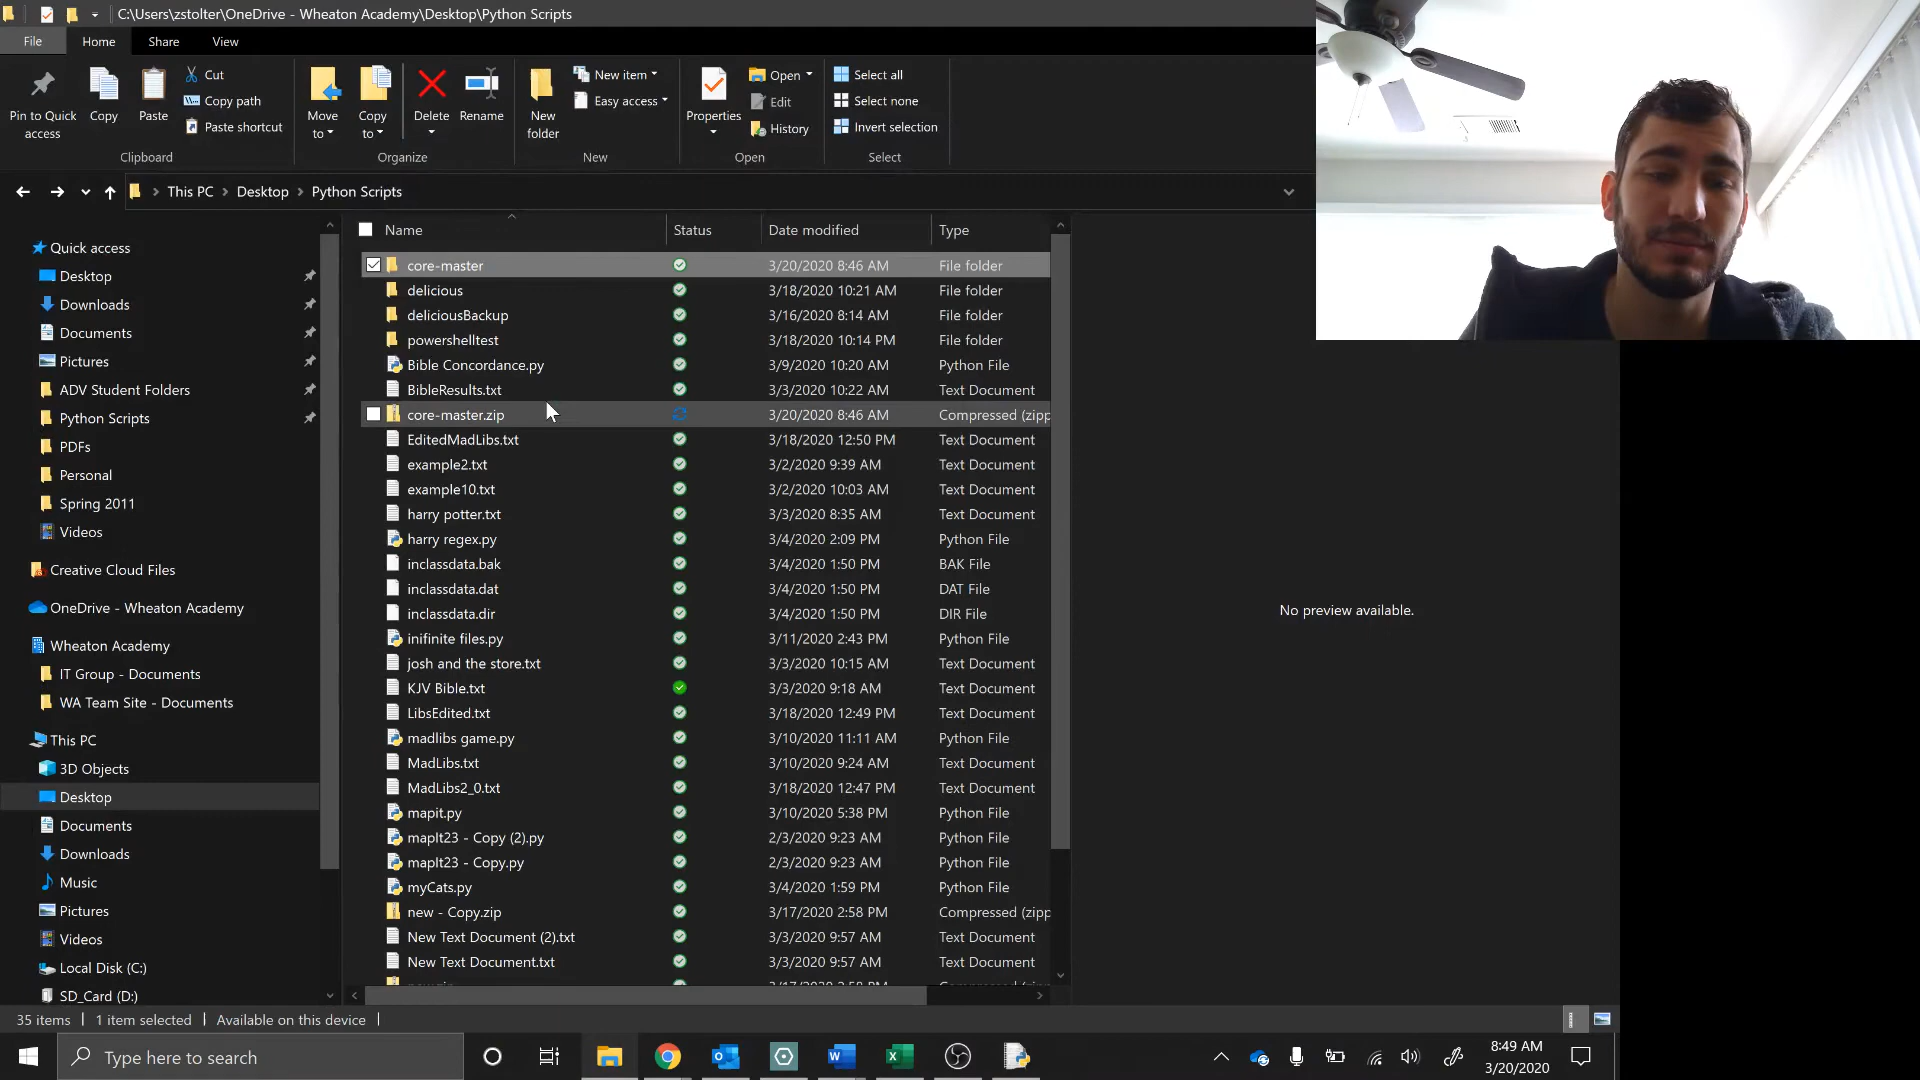 C:\Users\zstolter\OneDrive - Wheaton Academy\Desktop\Python Scripts
File Home Share View
Pin to Quick access
Copy
Paste
Cut
Copy path
Paste shortcut
Clipboard
Move to
Copy to
Delete
Rename
Organize
New folder
New item
Easy access
New
Properties
Open
Edit
History
Open
Select all
Select none
Invert selection
Select
This PC > Desktop > Python Scripts
Quick access
Desktop
Downloads
Documents
Pictures
ADV Student Folders
Python Scripts
PDFs
Personal
Spring 2011
Videos
Creative Cloud Files
OneDrive - Wheaton Academy
Wheaton Academy
IT Group - Documents
WA Team Site - Documents
This PC
3D Objects
Desktop
Documents
Downloads
Music
Pictures
Videos
Local Disk (C:)
SD_Card (D:)
Name Status Date modified Type
core-master 3/20/2020 8:46 AM File folder
delicious 3/18/2020 10:21 AM File folder
deliciousBackup 3/16/2020 8:14 AM File folder
powershelltest 3/18/2020 10:14 PM File folder
Bible Concordance.py 3/9/2020 10:20 AM Python File
BibleResults.txt 3/3/2020 10:22 AM Text Document
core-master.zip 3/20/2020 8:46 AM Compressed (zipp
EditedMadLibs.txt 3/18/2020 12:50 PM Text Document
example2.txt 3/2/2020 9:39 AM Text Document
example10.txt 3/2/2020 10:03 AM Text Document
harry potter.txt 3/3/2020 8:35 AM Text Document
harry regex.py 3/4/2020 2:09 PM Python File
inclassdata.bak 3/4/2020 1:50 PM BAK File
inclassdata.dat 3/4/2020 1:50 PM DAT File
inclassdata.dir 3/4/2020 1:50 PM DIR File
inifinite files.py 3/11/2020 2:43 PM Python File
josh and the store.txt 3/3/2020 10:15 AM Text Document
KJV Bible.txt 3/3/2020 9:18 AM Text Document
LibsEdited.txt 3/18/2020 12:49 PM Text Document
madlibs game.py 3/10/2020 11:11 AM Python File
MadLibs.txt 3/10/2020 9:24 AM Text Document
MadLibs2_0.txt 3/18/2020 12:47 PM Text Document
mapit.py 3/10/2020 5:38 PM Python File
mapIt23 - Copy (2).py 2/3/2020 9:23 AM Python File
mapIt23 - Copy.py 2/3/2020 9:23 AM Python File
myCats.py 3/4/2020 1:59 PM Python File
new - Copy.zip 3/17/2020 2:58 PM Compressed (zipp
New Text Document (2).txt 3/3/2020 9:57 AM Text Document
New Text Document.txt 3/3/2020 9:57 AM Text Document
No preview available.
35 items 1 item selected Available on this device
Type here to search
8:49 AM
3/20/2020